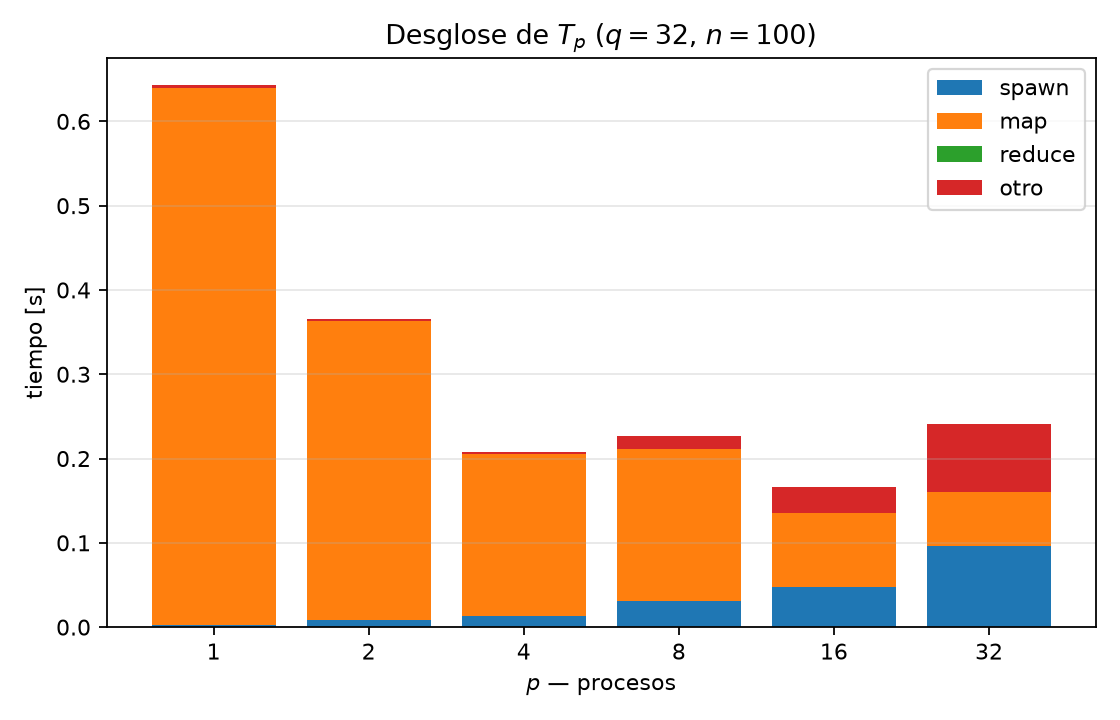 Desglose de Tₚ (q = 32, n = 100)
spawn
map
reduce
otro
tiempo [s]
0.6
0.5
0.4
0.3
0.2
0.1
0.0
1 2 4 8 16 32
p — procesos